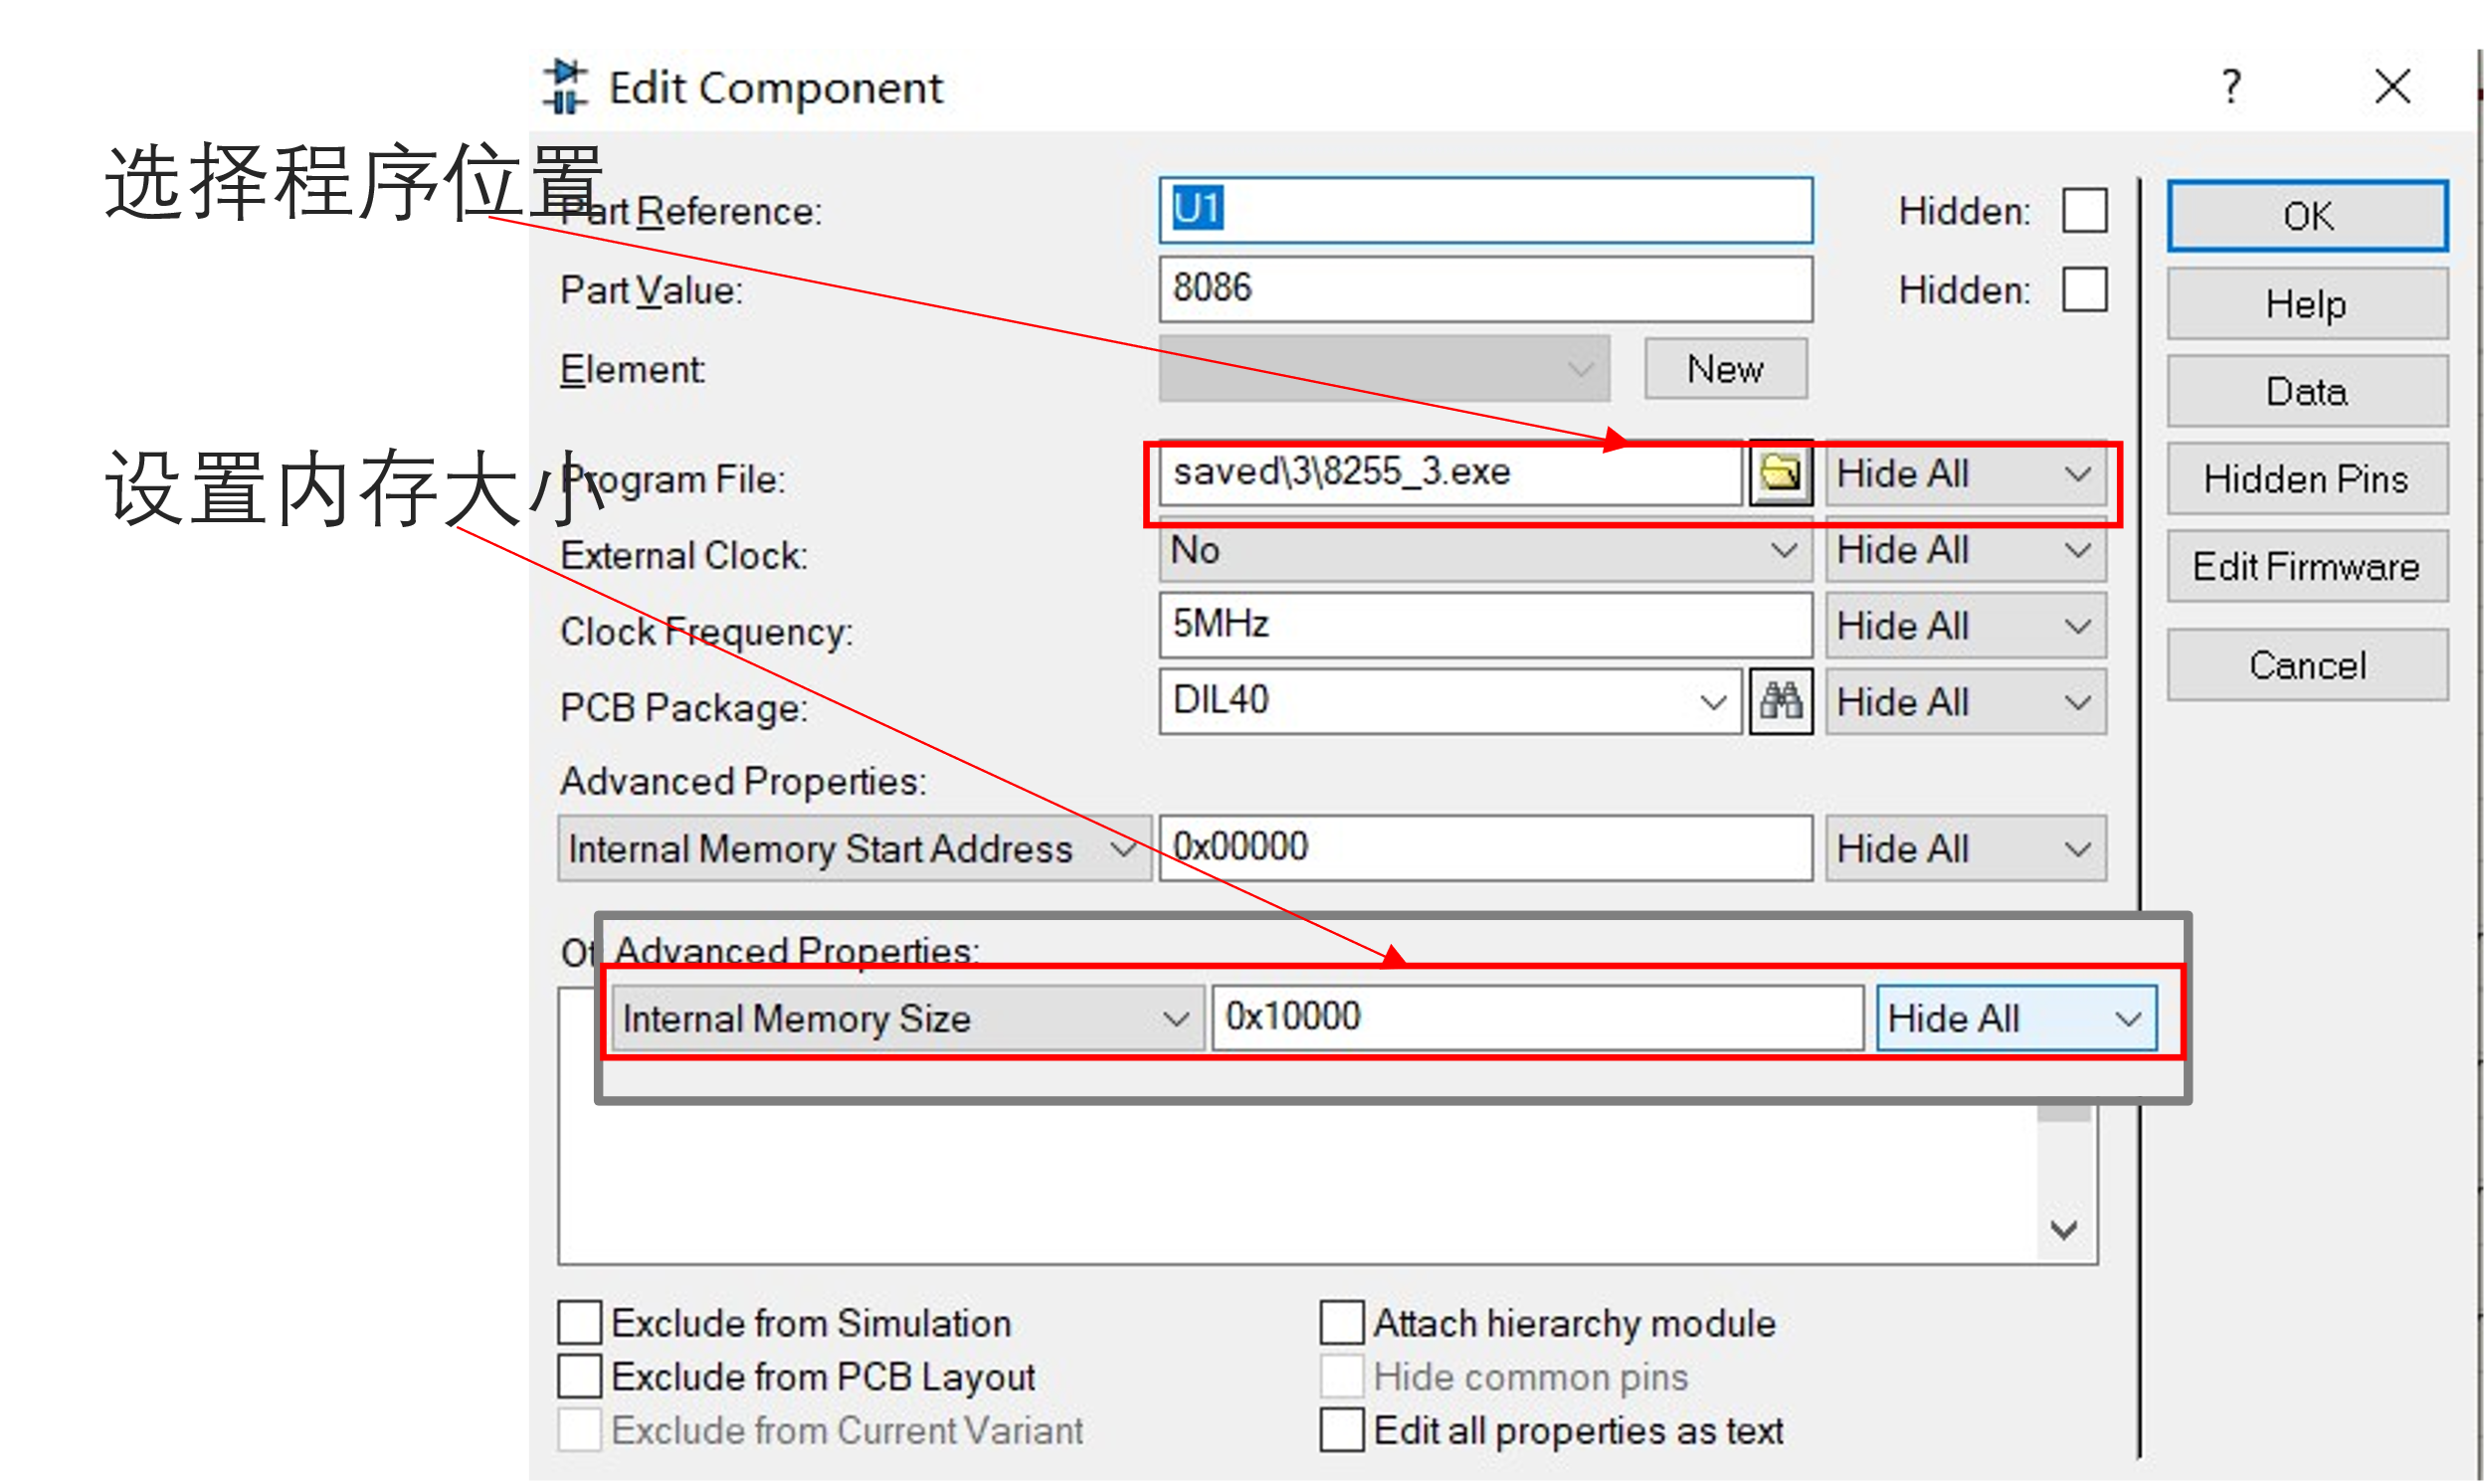 Edit Component
?
选择程序位置
Part Reference: U1 Hidden: OK
Part Value: 8086 Hidden: Help
Element: New Data
设置内存大小
Program File: saved\3\8255_3.exe Hide All Hidden Pins
External Clock: No Hide All Edit Firmware
Clock Frequency: 5MHz Hide All
Cancel
PCB Package: DIL40 Hide All
Advanced Properties:
Internal Memory Start Address 0x00000 Hide All
Advanced Properties:
Internal Memory Size 0x10000 Hide All
Exclude from Simulation Attach hierarchy module
Exclude from PCB Layout Hide common pins
Exclude from Current Variant Edit all properties as text